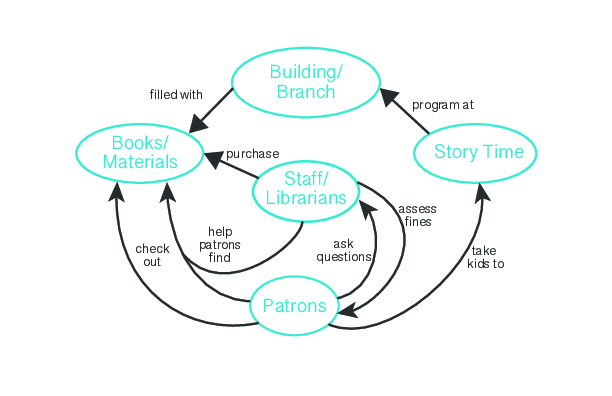 Building/
Branch
filled with
program at
Books/
Materials
purchase
Story Time
Staff/
Librarians
assess
fines
help
patrons
find
ask
questions
check
out
take
kids to
Patrons